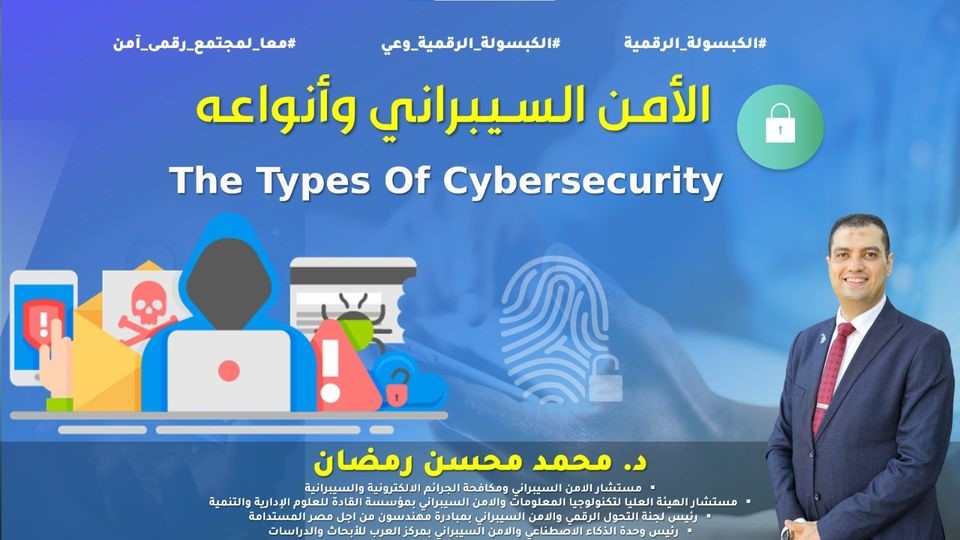 #الكبسولة_الرقمية #الكبسولة_الرقمية_وعي #معا_لمجتمع_رقمى_آمن
الأمن السيبراني وأنواعه
The Types Of Cybersecurity
د. محمد محسن رمضان
▪ مستشار الامن السيبراني ومكافحة الجرائم الالكترونية والسيبرانية
▪ مستشار الهيئة العليا لتكنولوجيا المعلومات والامن السيبراني بمؤسسة القادة للعلوم الإدارية والتنمية
▪ رئيس لجنة التحول الرقمي والامن السيبراني بمبادرة مهندسون من اجل مصر المستدامة
▪ رئيس وحدة الذكاء الاصطناعي والامن السيبراني بمركز العرب للأبحاث والدراسات